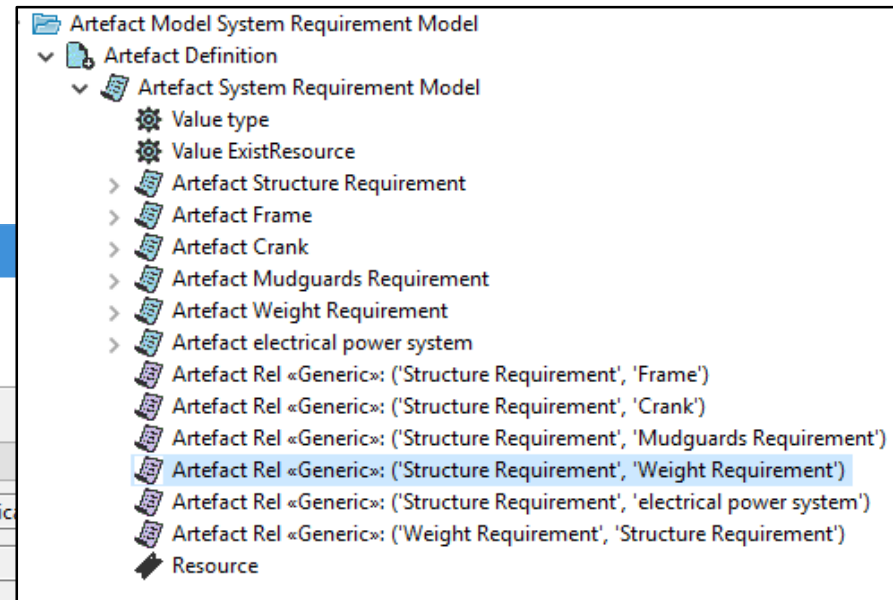 Artefact Model System Requirement Model
Artefact Definition
Artefact System Requirement Model
Value type
Value ExistResource
Artefact Structure Requirement
Artefact Frame
Artefact Crank
Artefact Mudguards Requirement
Artefact Weight Requirement
Artefact electrical power system
Artefact Rel «Generic»: ('Structure Requirement', 'Frame')
Artefact Rel «Generic»: ('Structure Requirement', 'Crank')
Artefact Rel «Generic»: ('Structure Requirement', 'Mudguards Requirement')
Artefact Rel «Generic»: ('Structure Requirement', 'Weight Requirement')
Artefact Rel «Generic»: ('Structure Requirement', 'electrical power system')
Artefact Rel «Generic»: ('Weight Requirement', 'Structure Requirement')
Resource